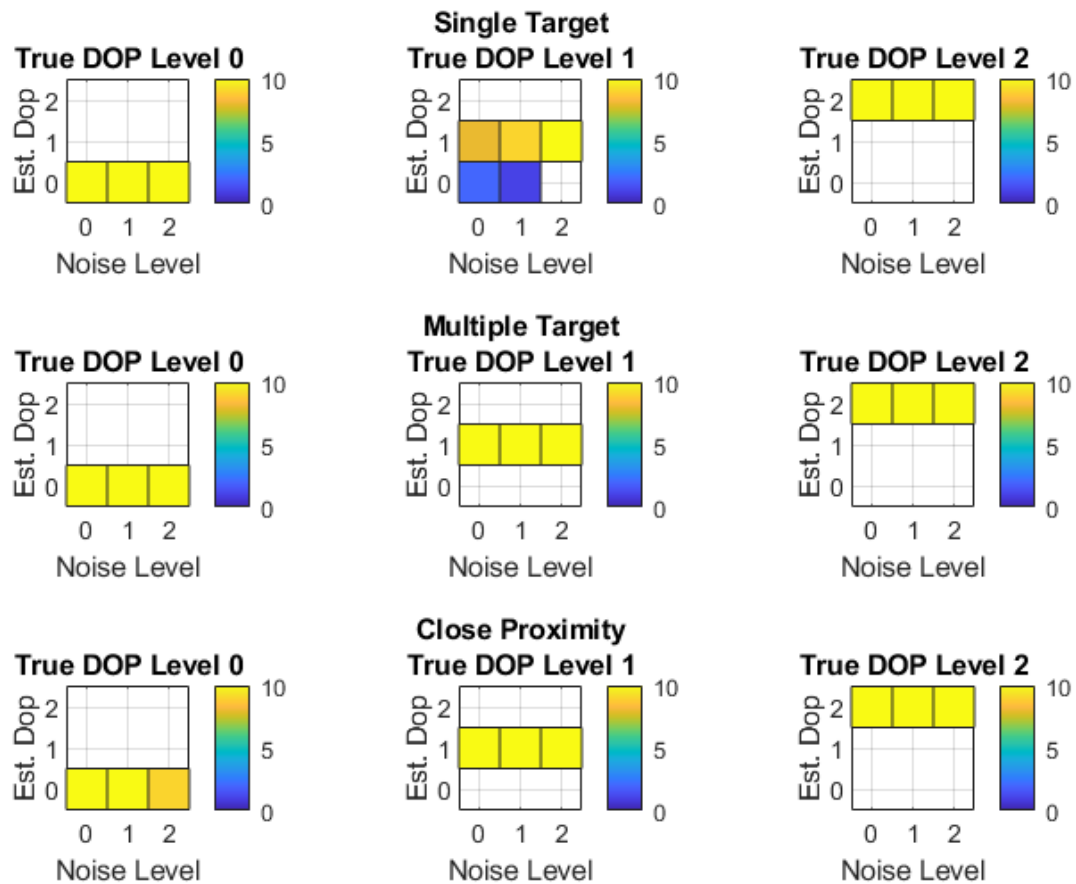 Single Target
True DOP Level 0
True DOP Level 1
True DOP Level 2
Est. Dop
2
1
0
10
5
0
Est. Dop
2
1
0
10
5
0
Est. Dop
2
1
0
10
5
0
0 1 2
0 1 2
0 1 2
Noise Level
Noise Level
Noise Level
Multiple Target
True DOP Level 0
True DOP Level 1
True DOP Level 2
Est. Dop
2
1
0
10
5
0
Est. Dop
2
1
0
10
5
0
Est. Dop
2
1
0
10
5
0
0 1 2
0 1 2
0 1 2
Noise Level
Noise Level
Noise Level
Close Proximity
True DOP Level 0
True DOP Level 1
True DOP Level 2
Est. Dop
2
1
0
10
5
0
Est. Dop
2
1
0
10
5
0
Est. Dop
2
1
0
10
5
0
0 1 2
0 1 2
0 1 2
Noise Level
Noise Level
Noise Level